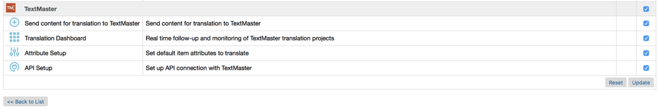 TextMaster
Send content for translation to TextMaster Send content for translation to TextMaster
Translation Dashboard Real time follow-up and monitoring of TextMaster translation projects
Attribute Setup Set default item attributes to translate
API Setup Set up API connection with TextMaster
Reset Update
<< Back to List